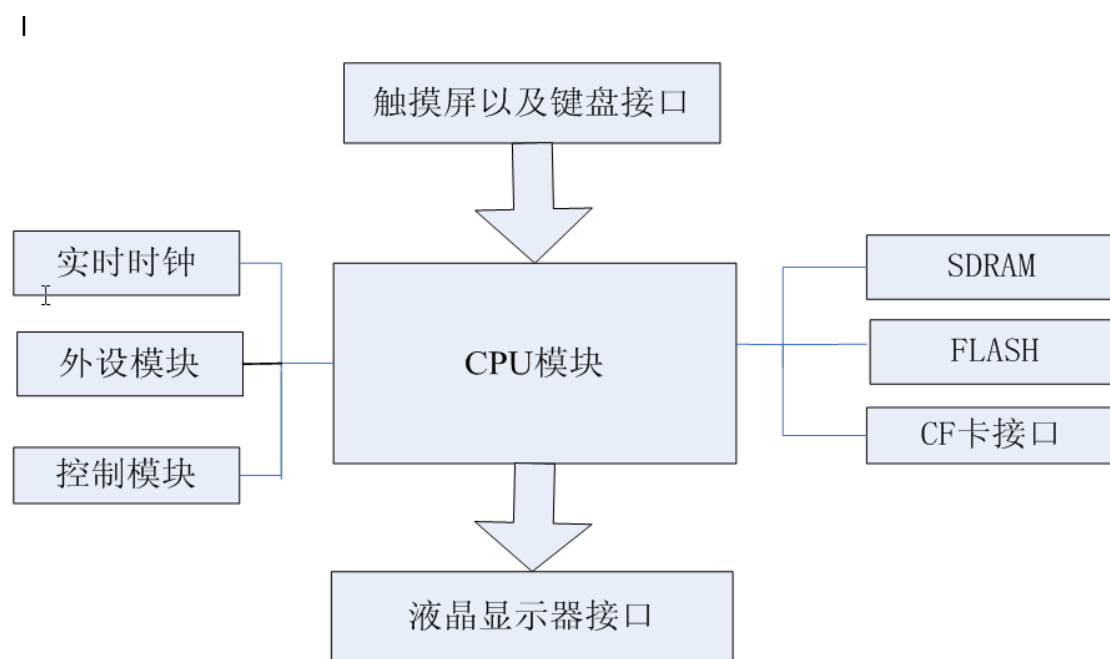 触摸屏以及键盘接口
实时时钟
SDRAM
外设模块
CPU模块
FLASH
控制模块
CF卡接口
液晶显示器接口